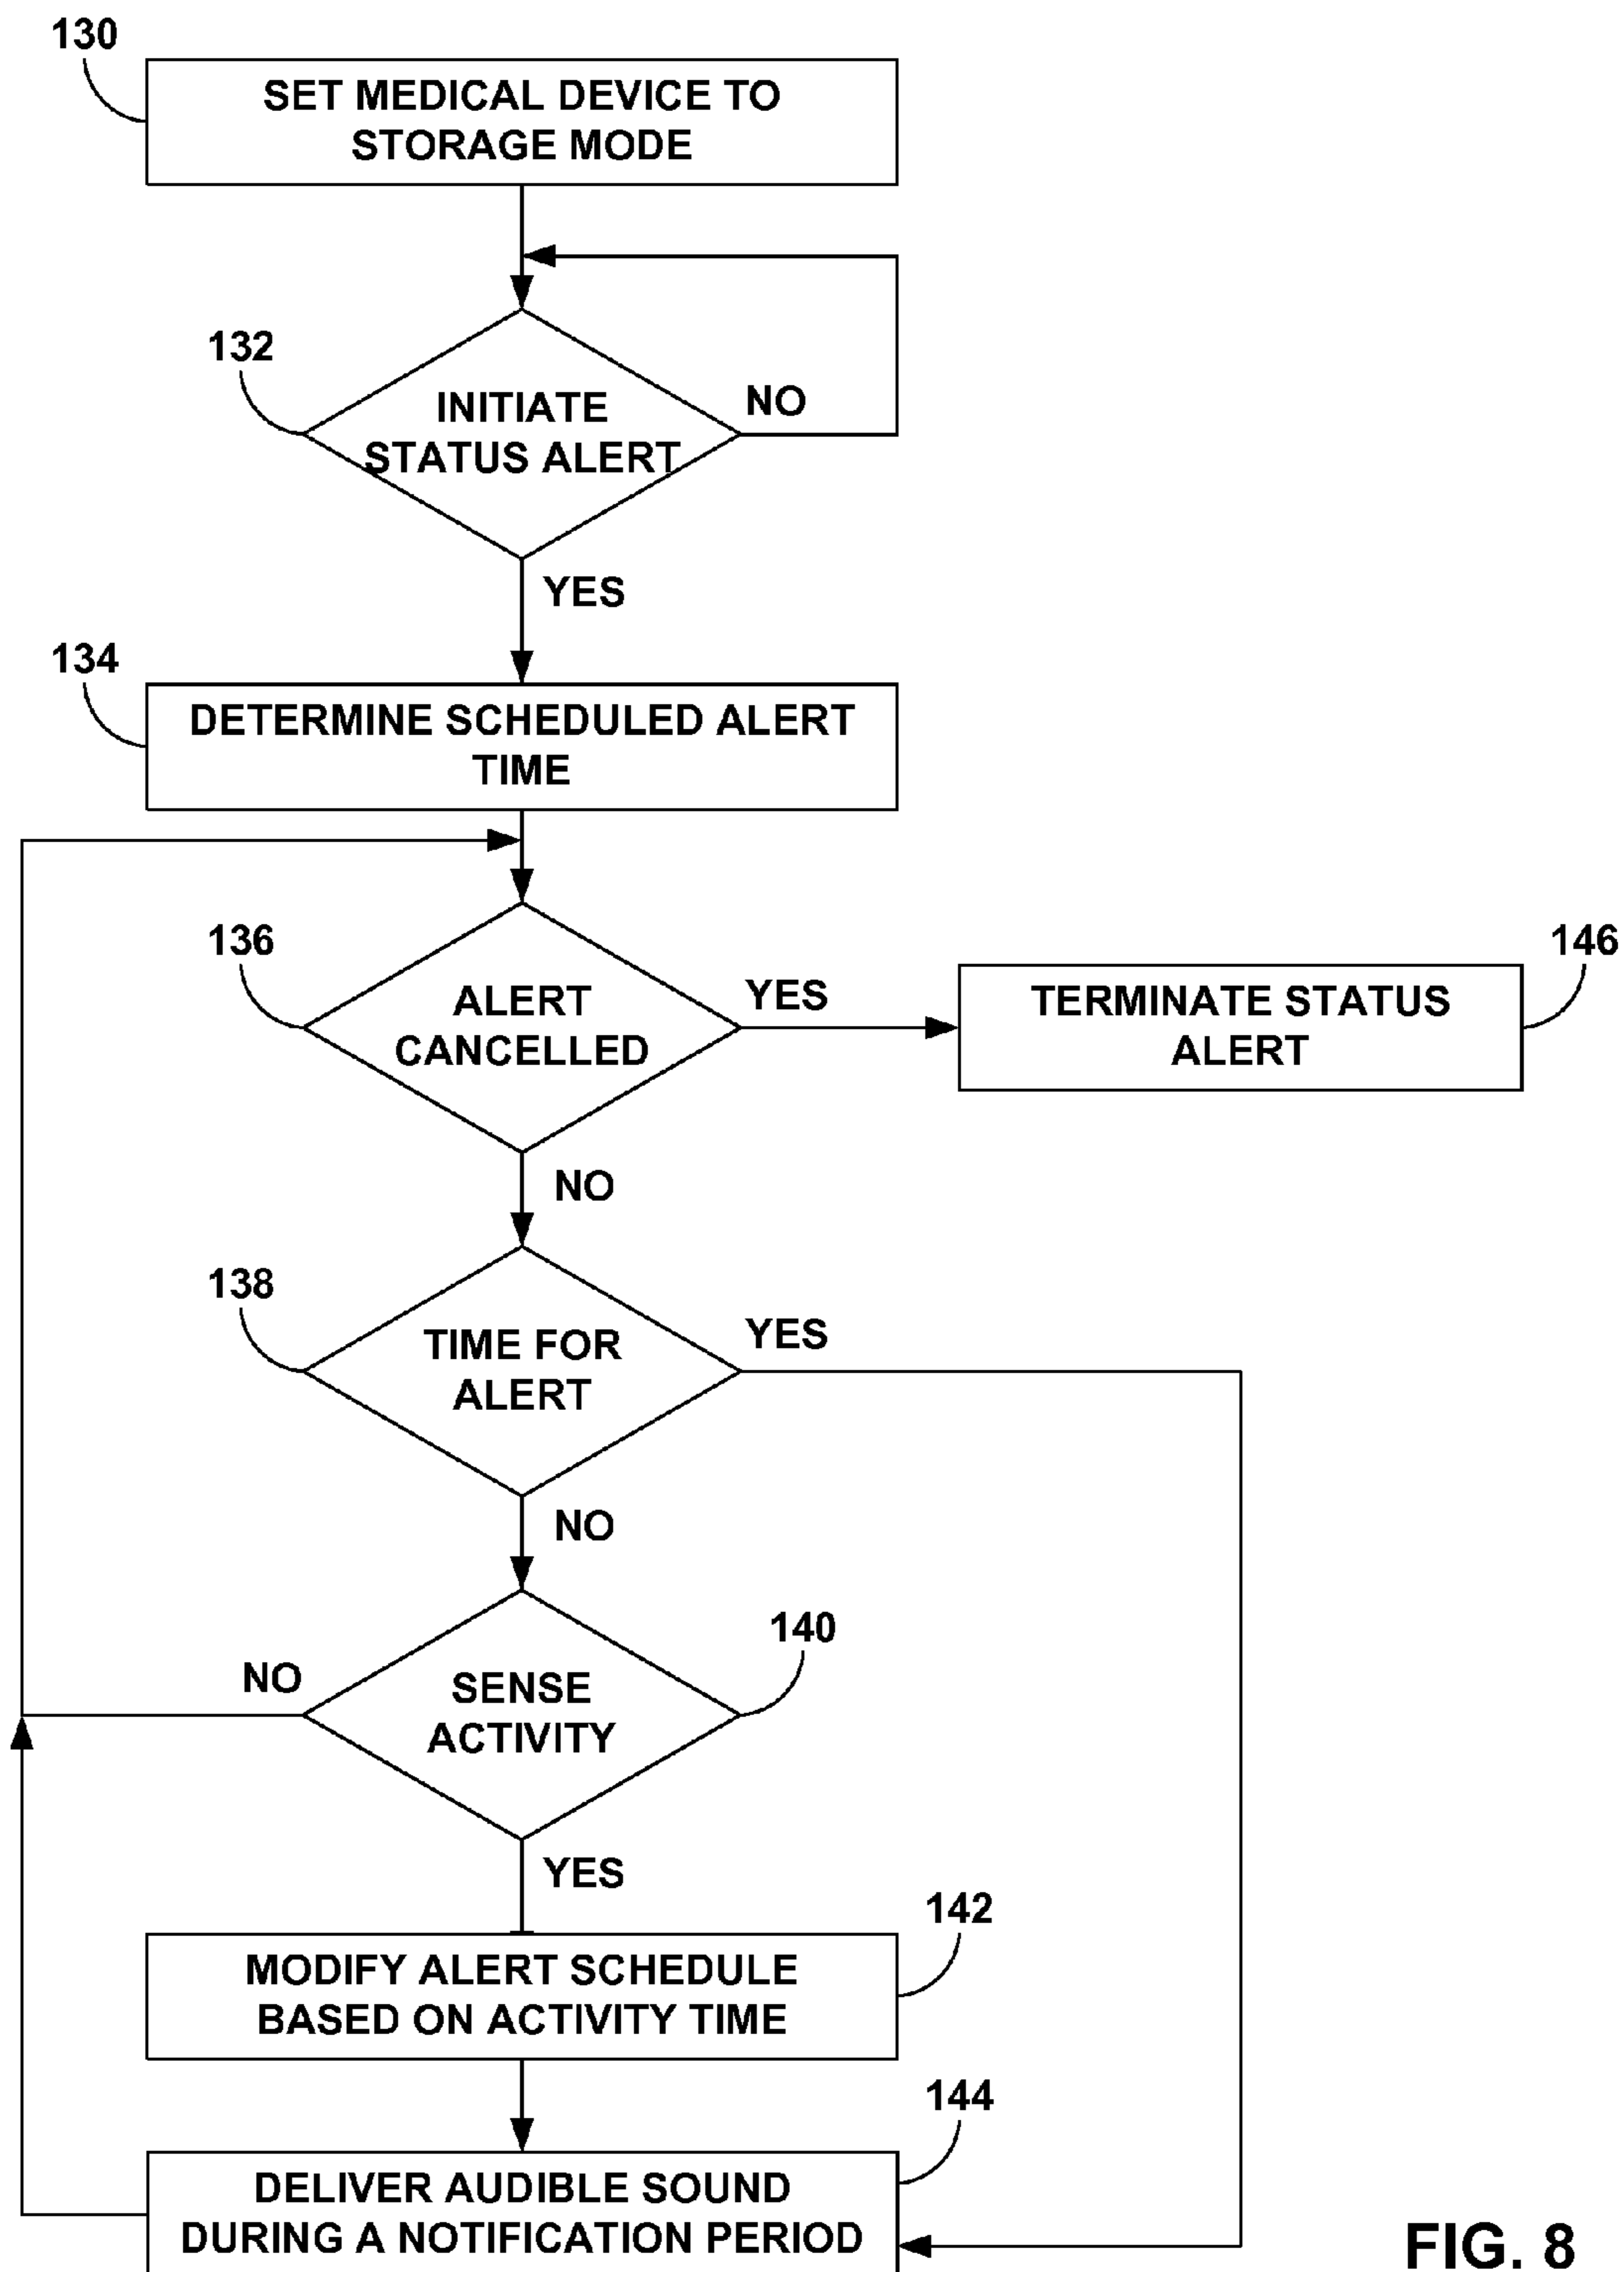 130
SET MEDICAL DEVICE TO
STORAGE MODE
132
INITIATE
STATUS ALERT
NO
YES
134
DETERMINE SCHEDULED ALERT
TIME
136
ALERT
CANCELLED
YES
146
TERMINATE STATUS
ALERT
NO
138
TIME FOR
ALERT
YES
NO
140
SENSE
ACTIVITY
NO
YES
142
MODIFY ALERT SCHEDULE
BASED ON ACTIVITY TIME
144
DELIVER AUDIBLE SOUND
DURING A NOTIFICATION PERIOD
FIG. 8